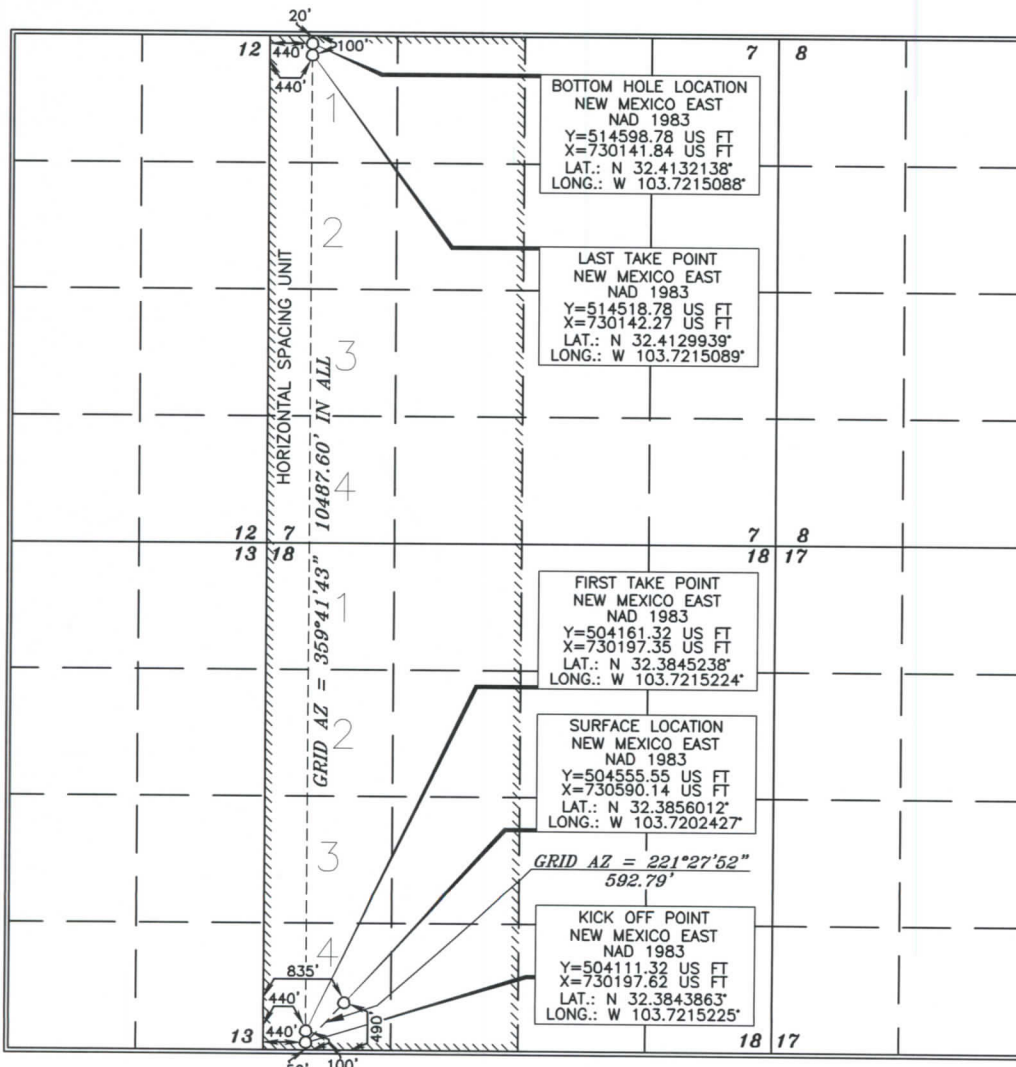 20'
12
440'
100'
7
8
440'
1
BOTTOM HOLE LOCATION
NEW MEXICO EAST
NAD 1983
Y=514598.78 US FT
X=730141.84 US FT
LAT.: N 32.4132138°
LONG.: W 103.7215088°
2
HORIZONTAL SPACING UNIT
LAST TAKE POINT
NEW MEXICO EAST
NAD 1983
Y=514518.78 US FT
X=730142.27 US FT
LAT.: N 32.4129939°
LONG.: W 103.7215089°
3
GRID AZ = 359°41'43" 10487.60' IN ALL
4
12 7
7 8
13 18
18 17
FIRST TAKE POINT
NEW MEXICO EAST
NAD 1983
Y=504161.32 US FT
X=730197.35 US FT
LAT.: N 32.3845238°
LONG.: W 103.7215224°
1
2
SURFACE LOCATION
NEW MEXICO EAST
NAD 1983
Y=504555.55 US FT
X=730590.14 US FT
LAT.: N 32.3856012°
LONG.: W 103.7202427°
3
GRID AZ = 221°27'52"
592.79'
KICK OFF POINT
NEW MEXICO EAST
NAD 1983
Y=504111.32 US FT
X=730197.62 US FT
LAT.: N 32.3843863°
LONG.: W 103.7215225°
4
835'
440'
490'
440'
13
18 17
100'